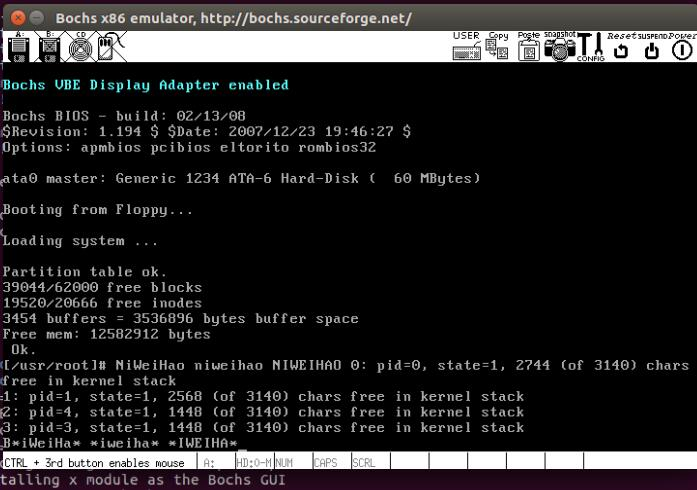 Bochs x86 emulator, http://bochs.sourceforge.net/
A: B: CD USER Copy Poste snapshot CONFIG Reset SUSPEND Power
Bochs VBE Display Adapter enabled
Bochs BIOS - build: 02/13/08
$Revision: 1.194 $ $Date: 2007/12/23 19:46:27 $
Options: apmbios pcibios eltorito rombios32
ata0 master: Generic 1234 ATA-6 Hard-Disk (  60 MBytes)
Booting from Floppy...
Loading system ...
Partition table ok.
39044/62000 free blocks
19520/20666 free inodes
3454 buffers = 3536896 bytes buffer space
Free mem: 12582912 bytes
Ok.
[/usr/root]# NiWeiHao niweihao NIWEIHAO 0: pid=0, state=1, 2744 (of 3140) chars
free in kernel stack
1: pid=1, state=1, 2568 (of 3140) chars free in kernel stack
2: pid=4, state=1, 1448 (of 3140) chars free in kernel stack
3: pid=3, state=1, 1448 (of 3140) chars free in kernel stack
B*iWeiHa* *iweiha* *IWEIHA*_
CTRL + 3rd button enables mouse A: HD:0-M NUM CAPS SCRL
talling x module as the Bochs GUI